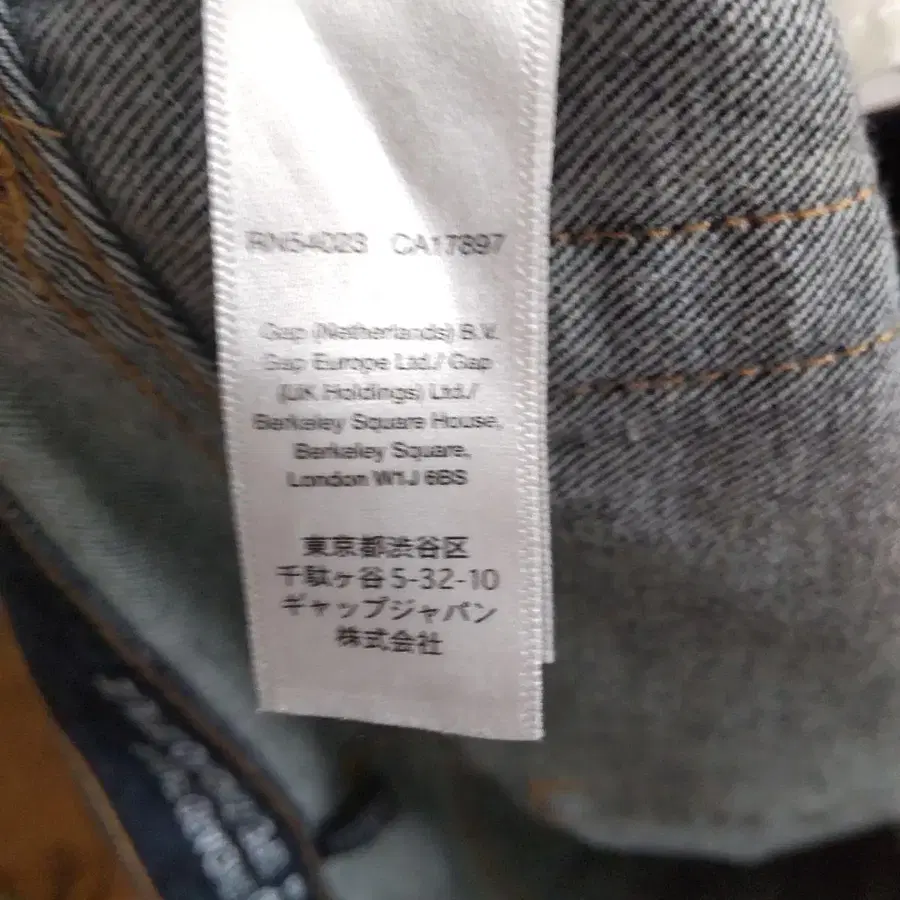 RN54023 CA17897
Gap (Netherlands) B.V.
Gap Europe Ltd./ Gap
(UK Holdings) Ltd./
Berkeley Square House,
Berkeley Square,
London W1J 6BS
東京都渋谷区
千駄ヶ谷5-32-10
ギャップジャパン
株式会社